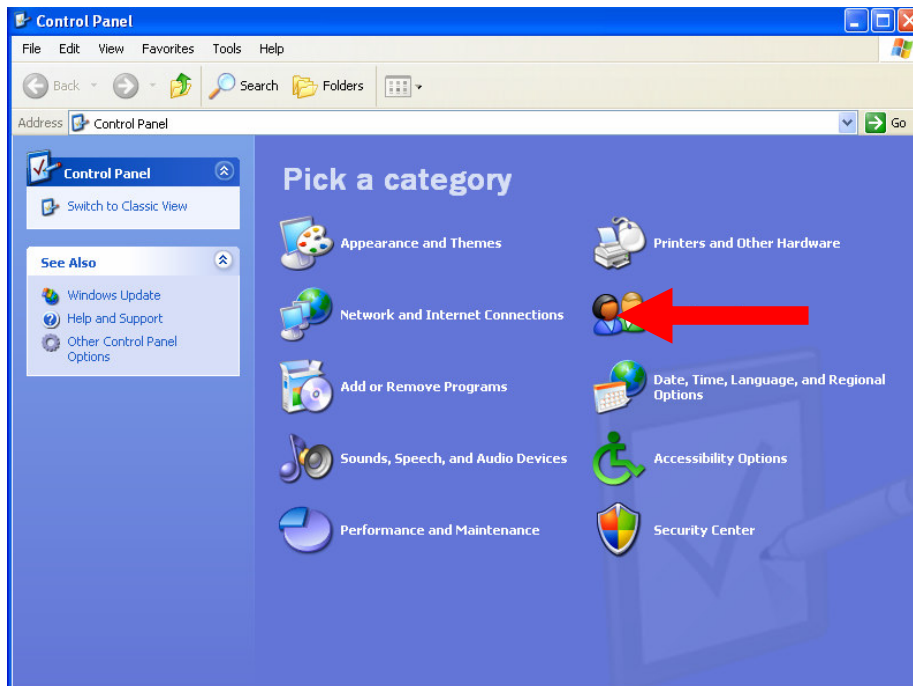 Control Panel
File Edit View Favorites Tools Help
Back Search Folders
Address Control Panel Go
Control Panel
Switch to Classic View
See Also
Windows Update
Help and Support
Other Control Panel
Options
Pick a category
Appearance and Themes
Printers and Other Hardware
Network and Internet Connections
Add or Remove Programs
Date, Time, Language, and Regional
Options
Sounds, Speech, and Audio Devices
Accessibility Options
Performance and Maintenance
Security Center